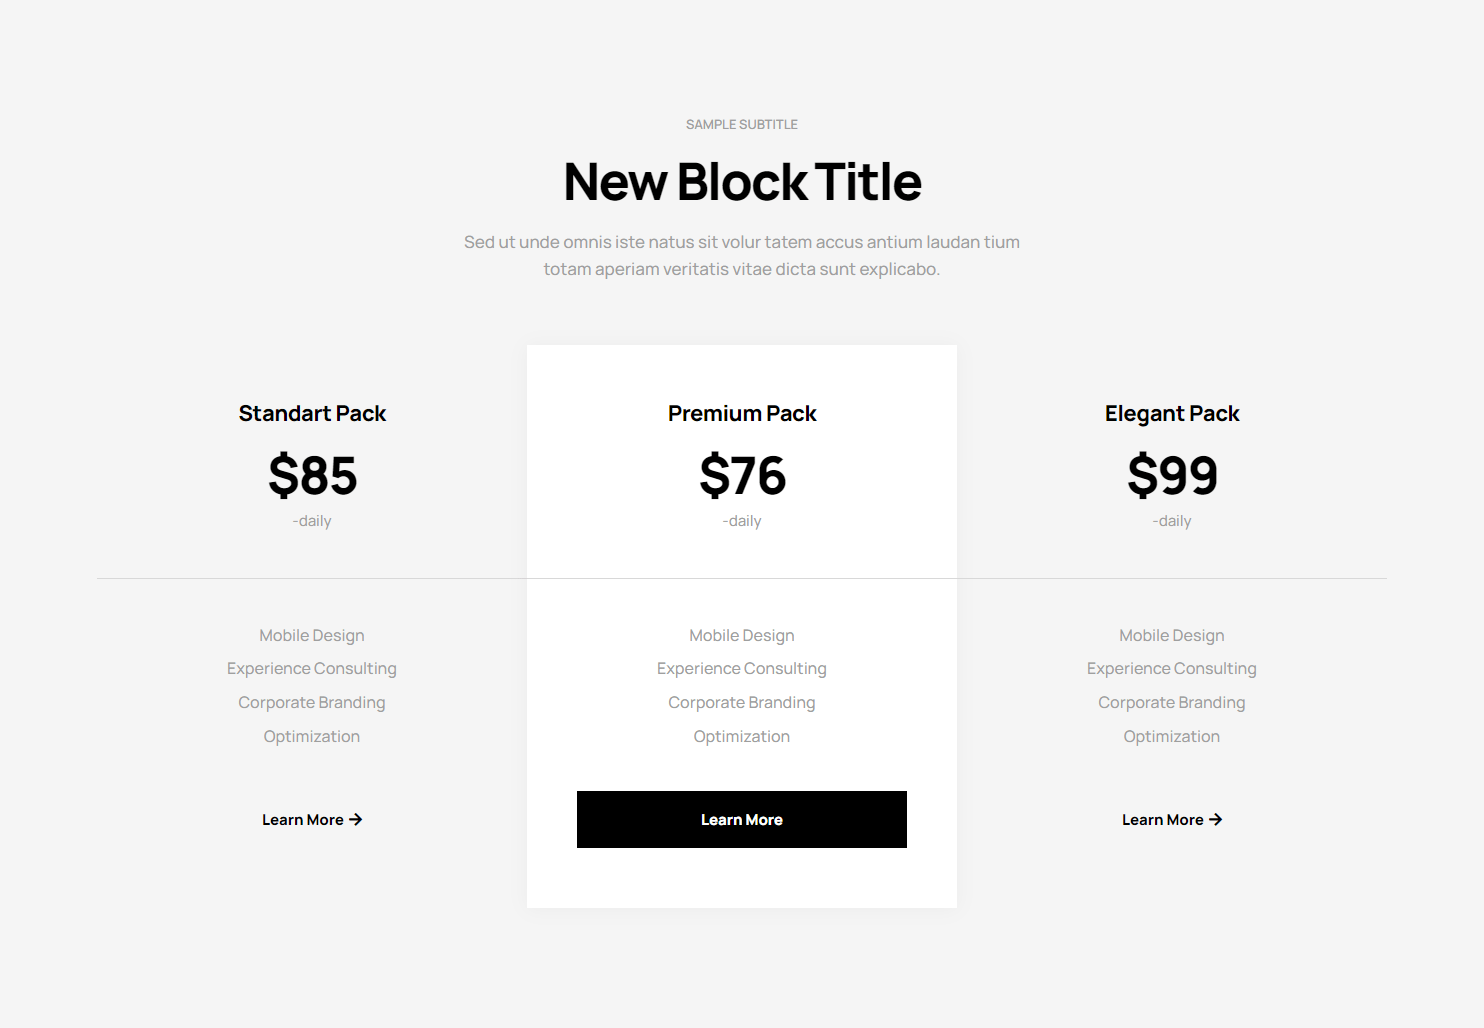 SAMPLE SUBTITLE
New Block Title
Sed ut unde omnis iste natus sit volur tatem accus antium laudan tium
totam aperiam veritatis vitae dicta sunt explicabo.
Standart Pack
$85
-daily
Mobile Design
Experience Consulting
Corporate Branding
Optimization
Learn More →
Premium Pack
$76
-daily
Mobile Design
Experience Consulting
Corporate Branding
Optimization
Learn More
Elegant Pack
$99
-daily
Mobile Design
Experience Consulting
Corporate Branding
Optimization
Learn More →